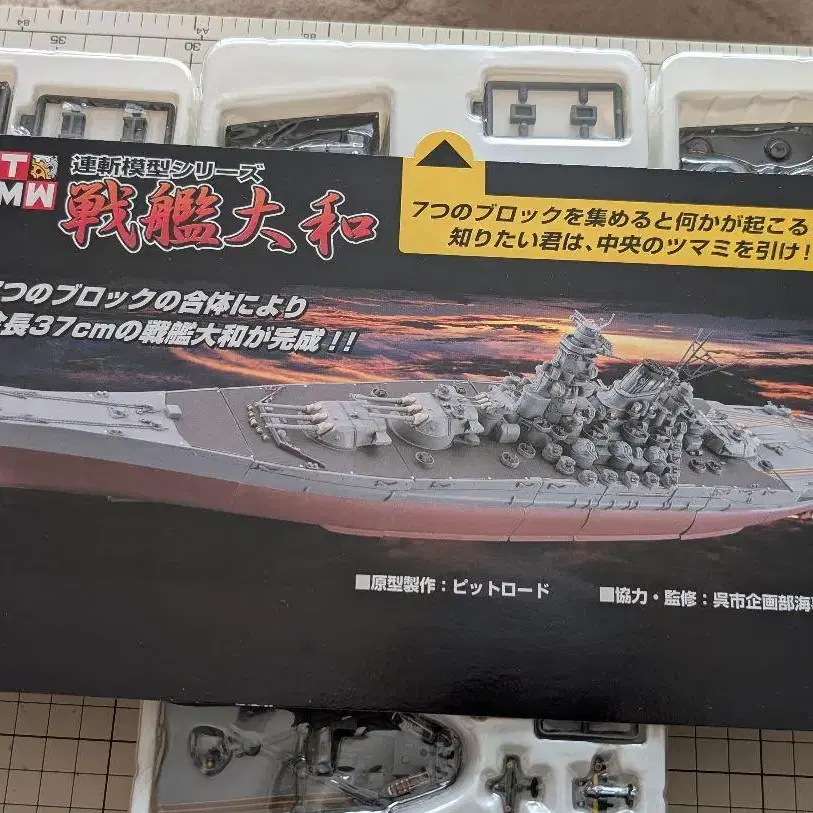 連斬模型シリーズ
戦艦大和
7つのブロックを集めると何かが起こる
知りたい君は、中央のツマミを引け!
つのブロックの合体により
長37cmの戦艦大和が完成!!
■原型製作：ピットロード
■協力・監修：呉市企画部海
30
35